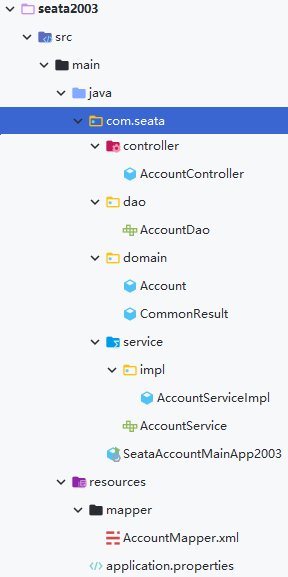 seata2003
src
main
java
com.seata
controller
AccountController
dao
AccountDao
domain
Account
CommonResult
service
impl
AccountServiceImpl
AccountService
SeataAccountMainApp2003
resources
mapper
AccountMapper.xml
application.properties